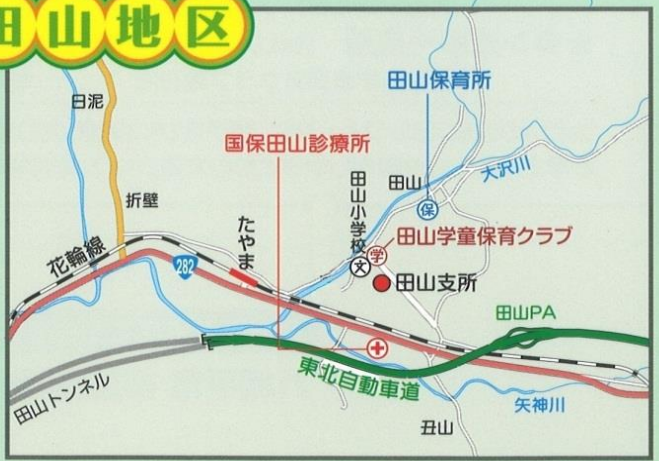 田山地区
田山保育所
日泥
国保田山診療所
大沢川
田山
田山小学校
保
折壁
たやま
学
田山学童保育クラブ
花輪線
282
文
田山支所
田山PA
東北自動車道
田山トンネル
矢神川
丑山